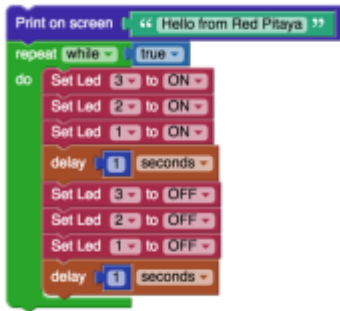 Print on screen “ Hello from Red Pitaya ”
repeat while true
do Set Led 3 to ON
Set Led 2 to ON
Set Led 1 to ON
delay 1 seconds
Set Led 3 to OFF
Set Led 2 to OFF
Set Led 1 to OFF
delay 1 seconds